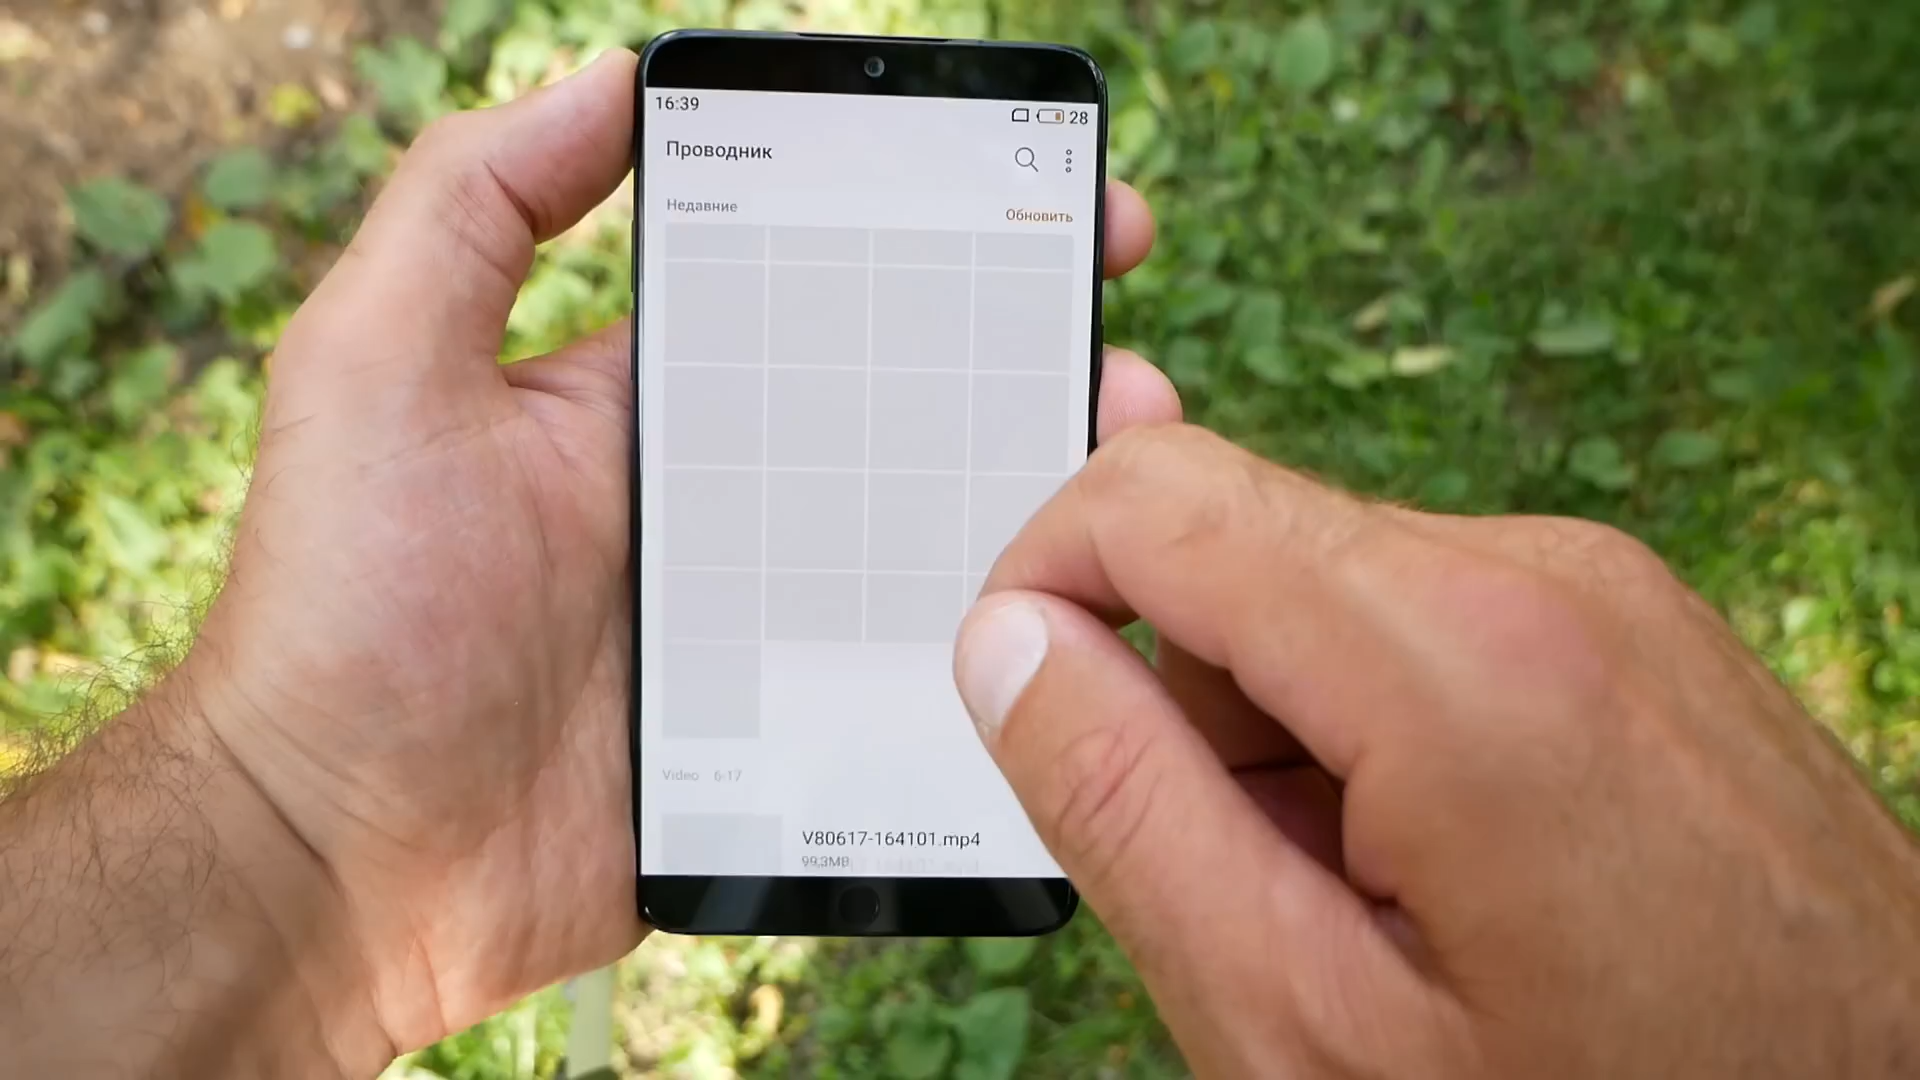 16:39
28
Проводник
Недавние
Обновить
Video 6-17
V80617-164101.mp4
99,3MB